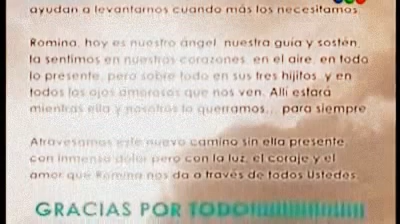 ayudan a levantarnos cuando más los necesitamos.
Romina, hoy es nuestro ángel, nuestra guía y sostén,
la sentimos en nuestros corazones, en el aire, en todo
lo presente, pero sobre todo en sus tres hijitos, y en
todos los ojos amorosos que nos ven. Allí estará
mientras ella y nosotros la querramos... para siempre.
Atravesamos este nuevo camino sin ella presente,
con inmenso dolor pero con la luz, el coraje y el
amor que Romina nos da a través de todos Ustedes.
GRACIAS POR TODO!!!!!!!!!!!!!!!!!!!!